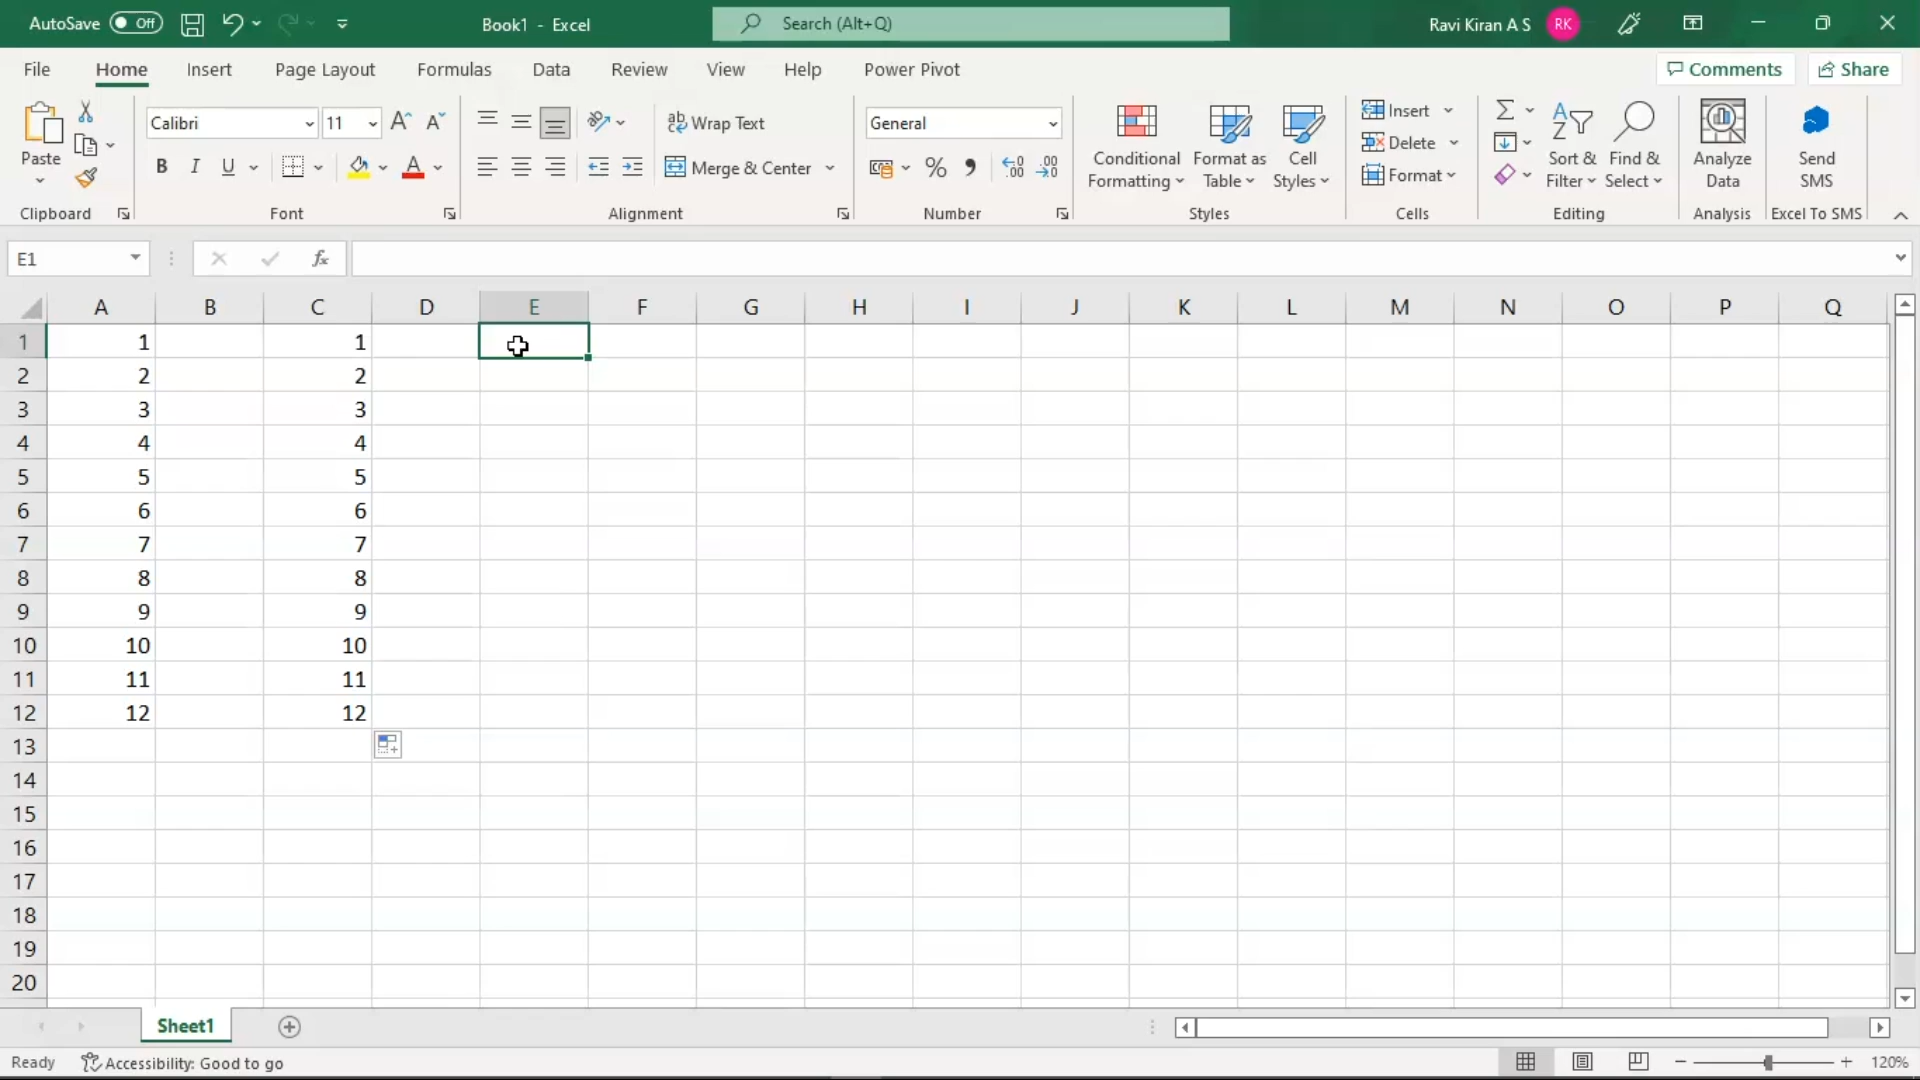 AutoSave Off Book1 - Excel Search (Alt+Q) Ravi Kiran A S RK
File Home Insert Page Layout Formulas Data Review View Help Power Pivot Comments Share
Paste
Clipboard
Calibri 11
B I U A
Font
ab Wrap Text
Merge & Center
Alignment
General
% , .00 .00
Number
Conditional Formatting
Format as Table
Cell Styles
Styles
Insert
Delete
Format
Cells
Sort & Filter
Find & Select
Editing
Analyze Data
Analysis
Send SMS
Excel To SMS
E1 fx
A B C D E F G H I J K L M N O P Q
1 1 1
2 2 2
3 3 3
4 4 4
5 5 5
6 6 6
7 7 7
8 8 8
9 9 9
10 10 10
11 11 11
12 12 12
13
14
15
16
17
18
19
20
Sheet1
Ready Accessibility: Good to go 120%